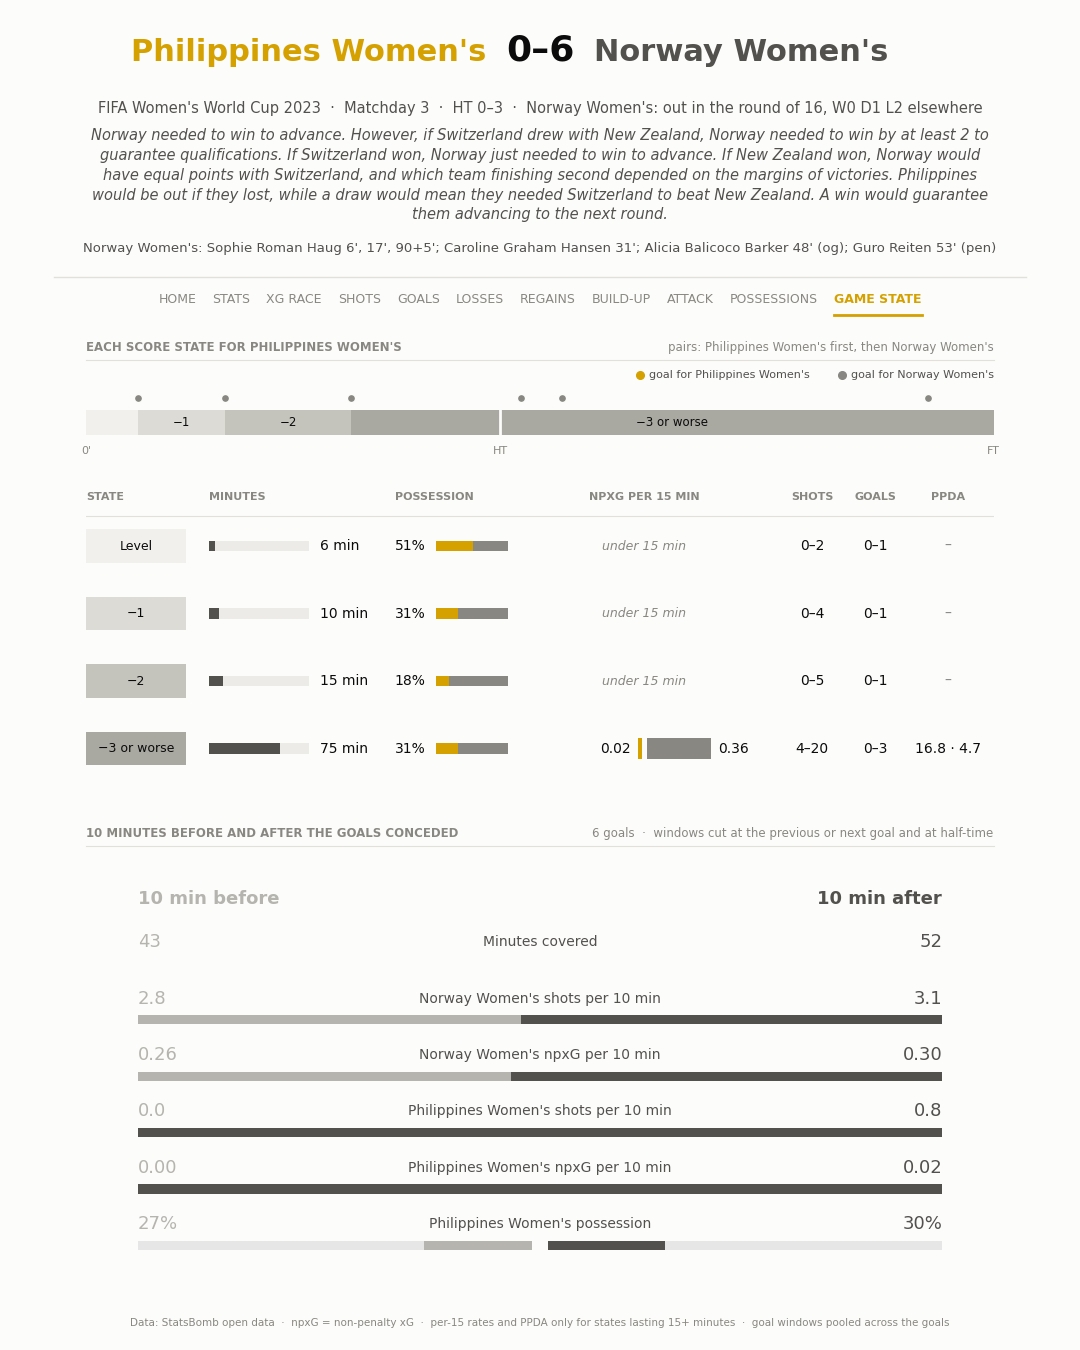 Philippines Women's 0–6 Norway Women's
FIFA Women's World Cup 2023 · Matchday 3 · HT 0–3 · Norway Women's: out in the round of 16, W0 D1 L2 elsewhere
Norway needed to win to advance. However, if Switzerland drew with New Zealand, Norway needed to win by at least 2 to
guarantee qualifications. If Switzerland won, Norway just needed to win to advance. If New Zealand won, Norway would
have equal points with Switzerland, and which team finishing second depended on the margins of victories. Philippines
would be out if they lost, while a draw would mean they needed Switzerland to beat New Zealand. A win would guarantee
them advancing to the next round.
Norway Women's: Sophie Roman Haug 6', 17', 90+5'; Caroline Graham Hansen 31'; Alicia Balicoco Barker 48' (og); Guro Reiten 53' (pen)
HOME STATS XG RACE SHOTS GOALS LOSSES REGAINS BUILD-UP ATTACK POSSESSIONS GAME STATE
EACH SCORE STATE FOR PHILIPPINES WOMEN'S pairs: Philippines Women's first, then Norway Women's
goal for Philippines Women's goal for Norway Women's
−1 −2 −3 or worse
0' HT FT
STATE MINUTES POSSESSION NPXG PER 15 MIN SHOTS GOALS PPDA
Level 6 min 51% under 15 min 0–2 0–1 –
−1 10 min 31% under 15 min 0–4 0–1 –
−2 15 min 18% under 15 min 0–5 0–1 –
−3 or worse 75 min 31% 0.02 0.36 4–20 0–3 16.8 · 4.7
10 MINUTES BEFORE AND AFTER THE GOALS CONCEDED 6 goals · windows cut at the previous or next goal and at half-time
10 min before 10 min after
43 Minutes covered 52
2.8 Norway Women's shots per 10 min 3.1
0.26 Norway Women's npxG per 10 min 0.30
0.0 Philippines Women's shots per 10 min 0.8
0.00 Philippines Women's npxG per 10 min 0.02
27% Philippines Women's possession 30%
Data: StatsBomb open data · npxG = non-penalty xG · per-15 rates and PPDA only for states lasting 15+ minutes · goal windows pooled across the goals